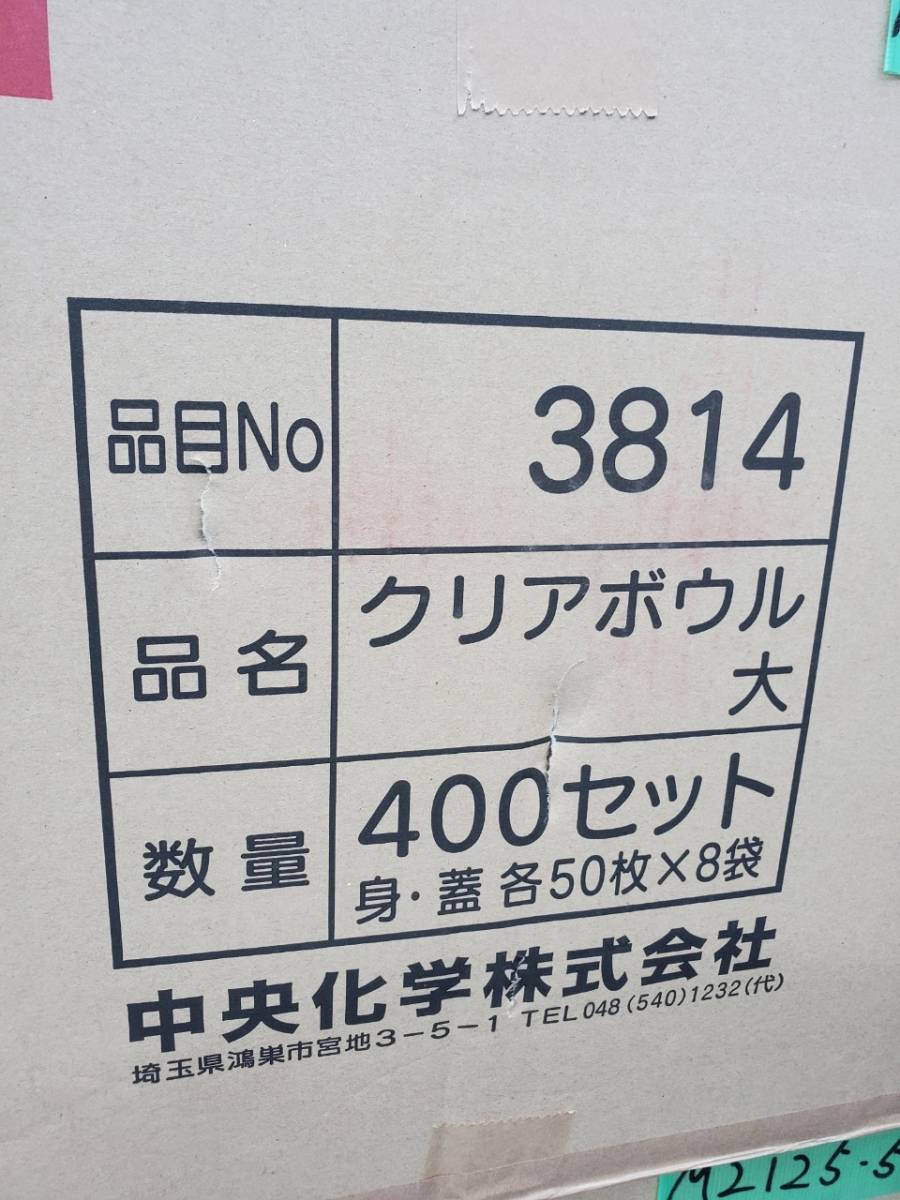 品目No 3814
品名 クリアボウル
大
数量 400セット
身・蓋 各50枚×8袋
中央化学株式会社
埼玉県鴻巣市宮地3-5-1 TEL 048(540)1232(代)
M2125-5